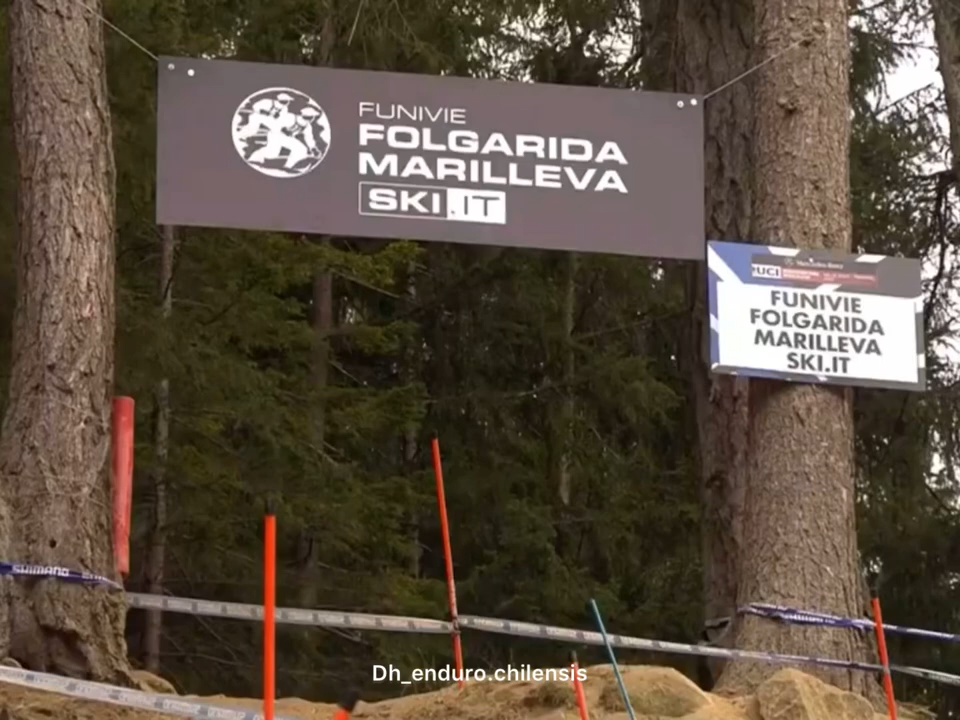 FUNIVIE
FOLGARIDA
MARILLEVA
SKI.IT
UCI
FUNIVIE
FOLGARIDA
MARILLEVA
SKI.IT
SHIMANO
Dh_enduro.chilensis